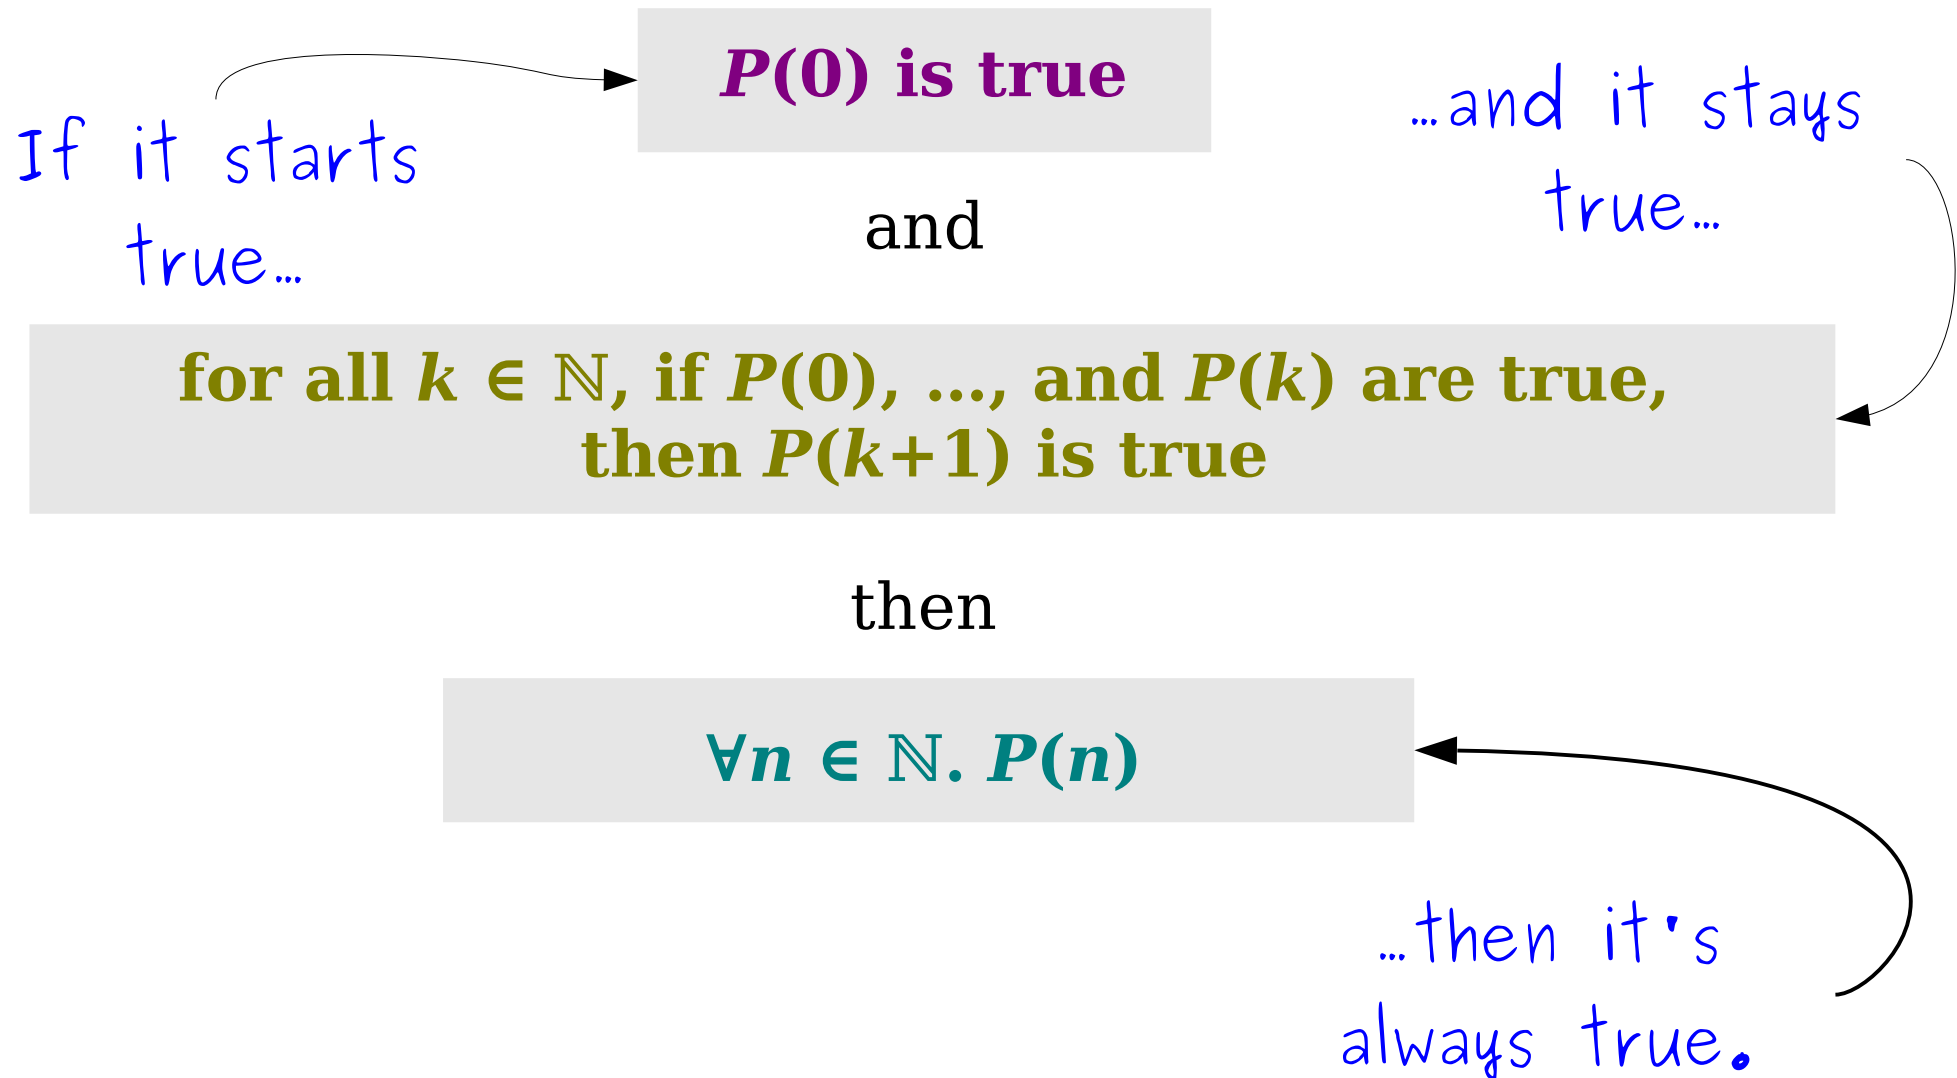 P(0) is true
If it starts
true…
and
…and it stays
true…
for all k ∈ ℕ, if P(0), …, and P(k) are true,
then P(k+1) is true
then
∀n ∈ ℕ. P(n)
…then it's
always true.